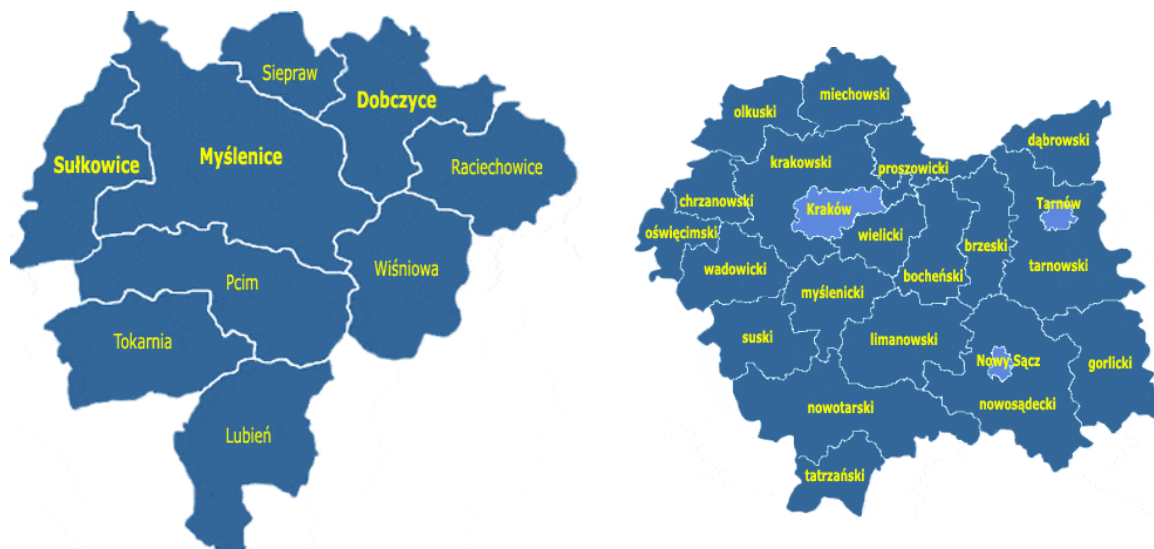 Siepraw
Dobczyce
Sułkowice
Myślenice
Raciechowice
Wiśniowa
Pcim
Tokarnia
Lubień
miechowski
olkuski
dąbrowski
krakowski
proszowicki
chrzanowski
Kraków
Tarnów
oświęcimski
wielicki
brzeski
wadowicki
bocheński
tarnowski
myślenicki
suski
limanowski
Nowy Sącz
gorlicki
nowotarski
nowosądecki
tatrzański